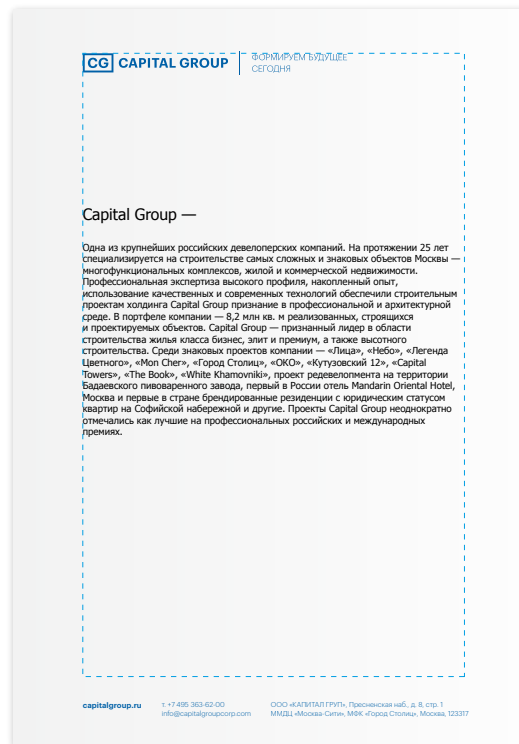 CG CAPITAL GROUP
ФОРМИРУЕМ БУДУЩЕЕ
СЕГОДНЯ
Capital Group —
Одна из крупнейших российских девелоперских компаний. На протяжении 25 лет
специализируется на строительстве самых сложных и знаковых объектов Москвы —
многофункциональных комплексов, жилой и коммерческой недвижимости.
Профессиональная экспертиза высокого профиля, накопленный опыт,
использование качественных и современных технологий обеспечили строительным
проектам холдинга Capital Group признание в профессиональной и архитектурной
среде. В портфеле компании — 8,2 млн кв. м реализованных, строящихся
и проектируемых объектов. Capital Group — признанный лидер в области
строительства жилья класса бизнес, элит и премиум, а также высотного
строительства. Среди знаковых проектов компании — «Лица», «Небо», «Легенда
Цветного», «Mon Cher», «Город Столиц», «ОКО», «Кутузовский 12», «Capital
Towers», «The Book», «White Khamovniki», проект редевелопмента на территории
Бадаевского пивоваренного завода, первый в России отель Mandarin Oriental Hotel,
Москва и первые в стране брендированные резиденции с юридическим статусом
квартир на Софийской набережной и другие. Проекты Capital Group неоднократно
отмечались как лучшие на профессиональных российских и международных
премиях.
capitalgroup.ru
т. +7 495 363-62-00
info@capitalgroupcorp.com
ООО «КАПИТАЛ ГРУП», Пресненская наб., д. 8, стр. 1
ММДЦ «Москва-Сити», МФК «Город Столиц», Москва, 123317